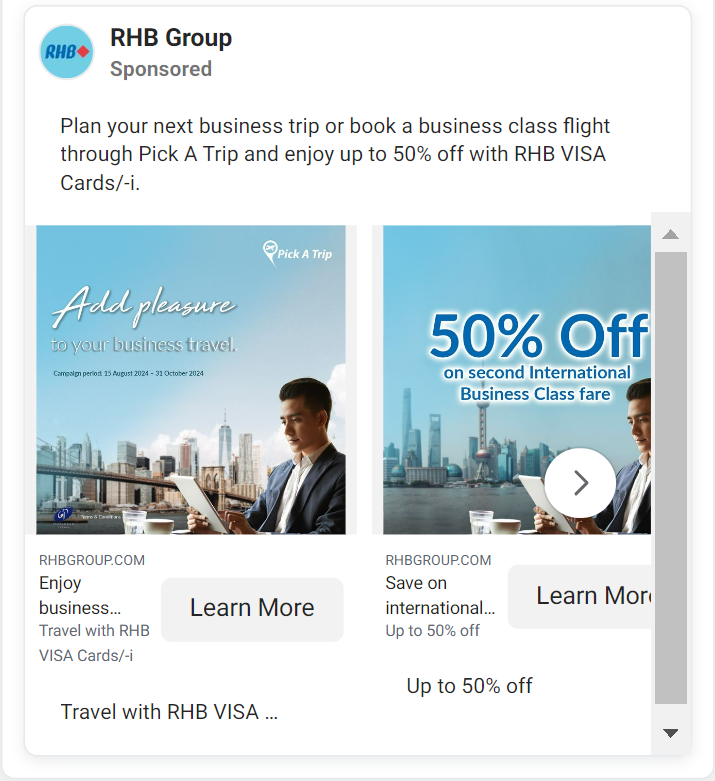 RHB
RHB Group
Sponsored
Plan your next business trip or book a business class flight
through Pick A Trip and enjoy up to 50% off with RHB VISA
Cards/-i.
Pick A Trip
Add pleasure
to your business travel.
Campaign period: 15 August 2024 – 31 October 2024
Terms & Conditions
50% Off
on second International
Business Class fare
RHBGROUP.COM
Enjoy
business...
Travel with RHB
VISA Cards/-i
Learn More
Travel with RHB VISA ...
RHBGROUP.COM
Save on
international...
Up to 50% off
Learn More
Up to 50% off